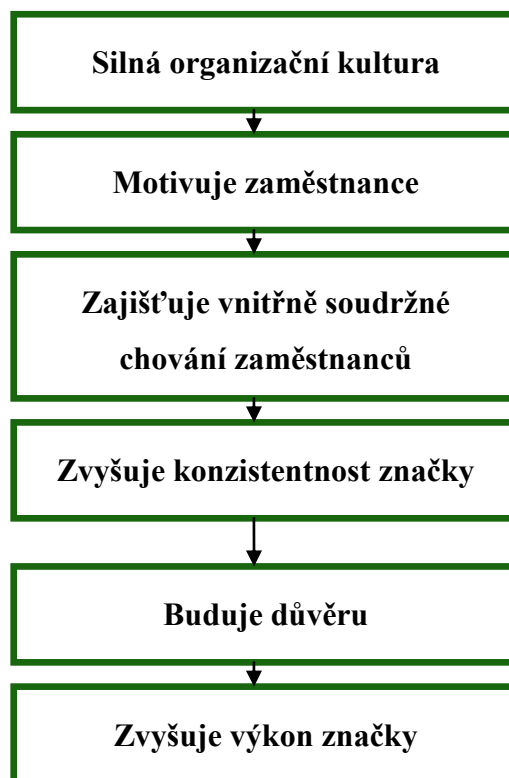 Silná organizační kultura
Motivuje zaměstnance
Zajišťuje vnitřně soudržné
chování zaměstnanců
Zvyšuje konzistentnost značky
Buduje důvěru
Zvyšuje výkon značky